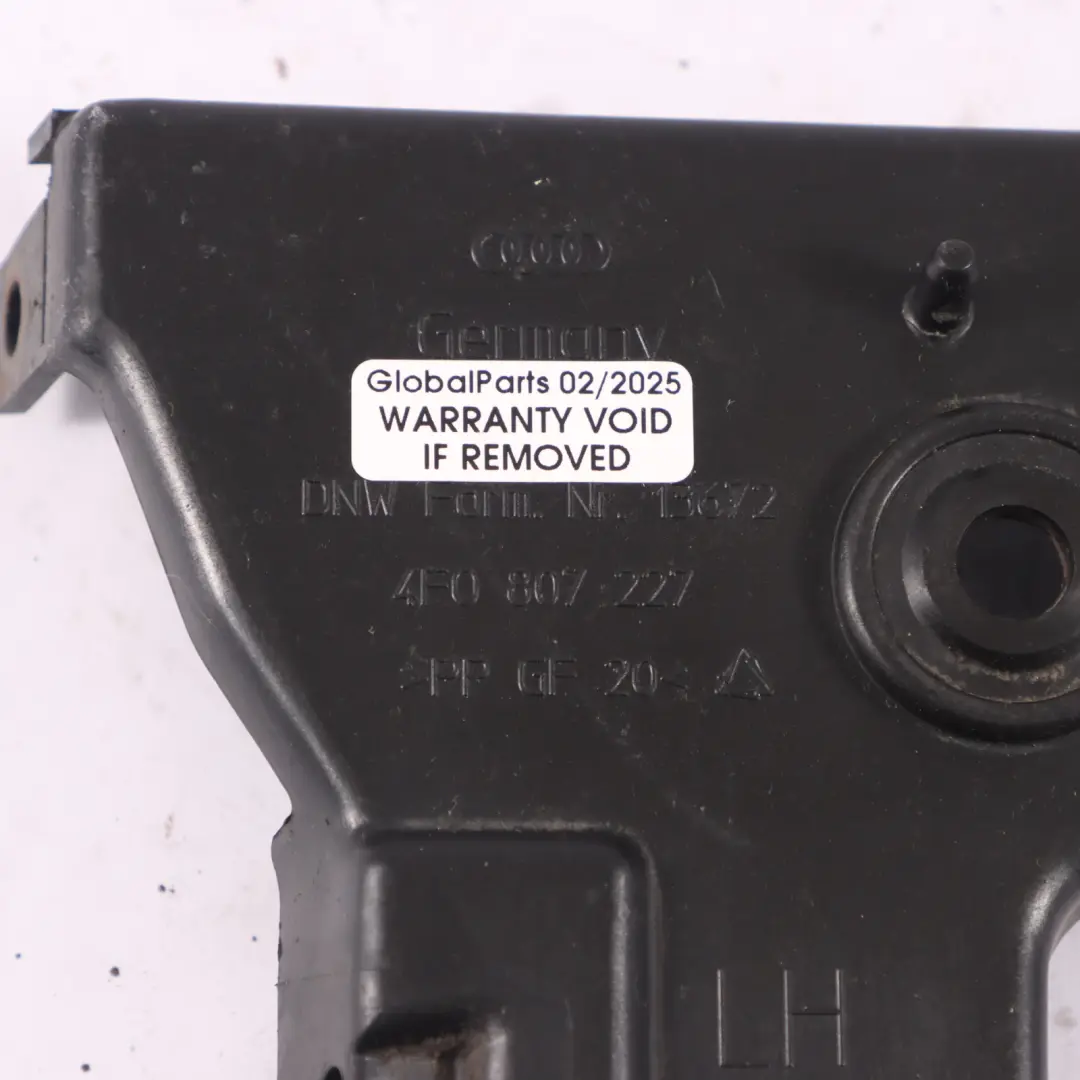 Germany
GlobalParts 02/2025
WARRANTY VOID
IF REMOVED
DNW Form. Nr. 13672
4F0 807 227
>PP GF 20<
LH